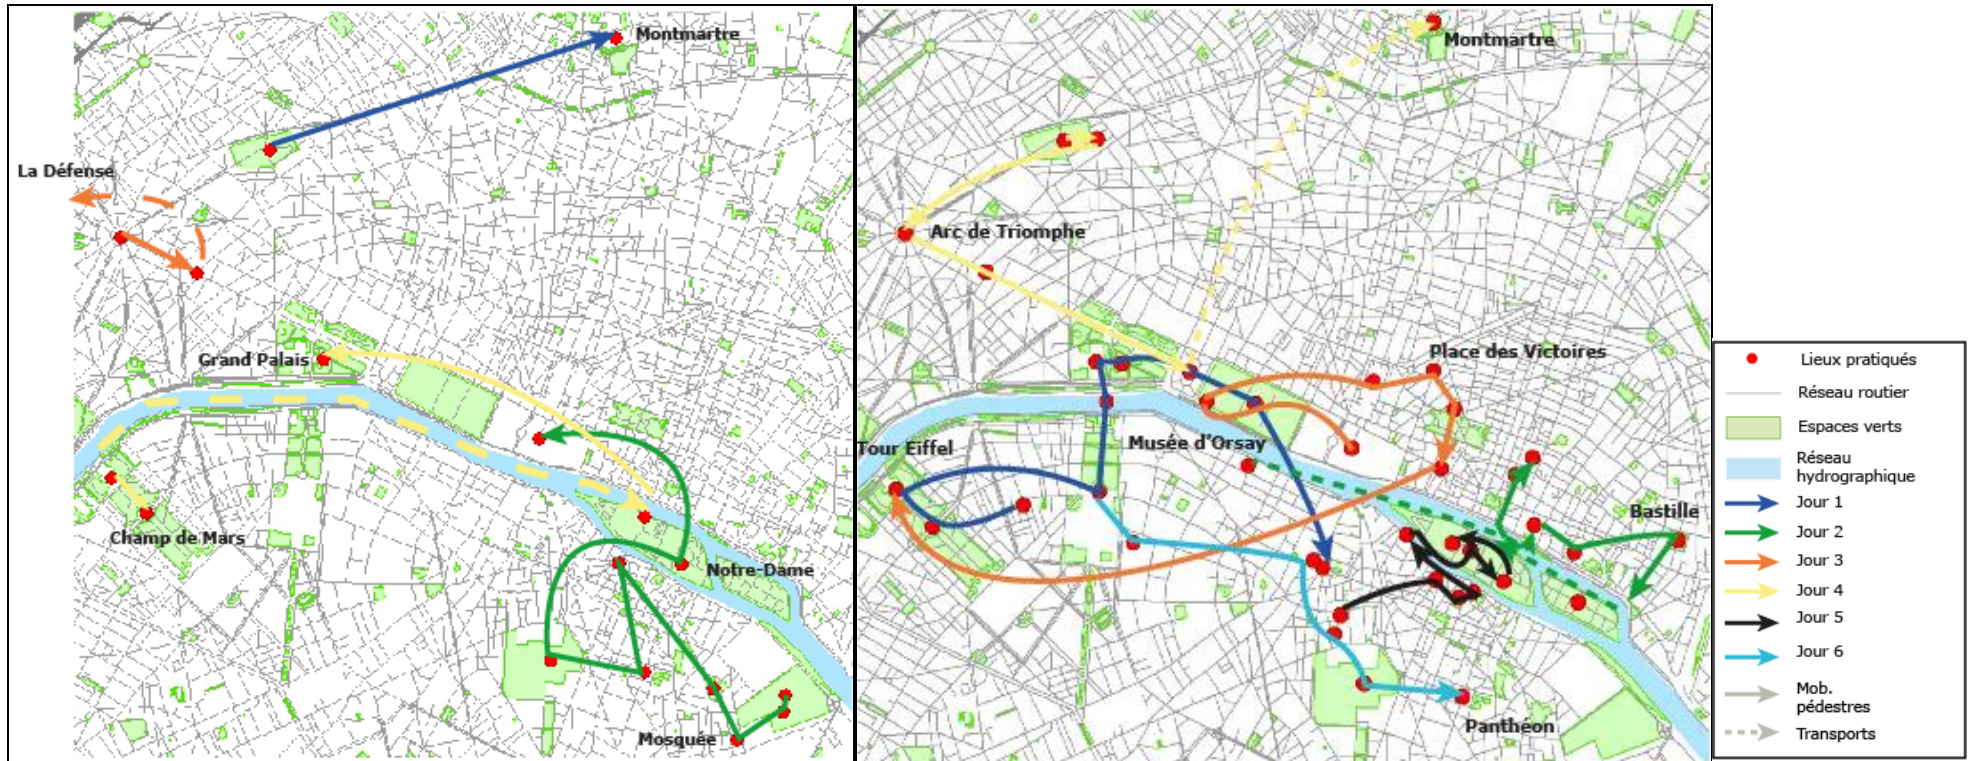 Montmartre
La Défense
Grand Palais
Champ de Mars
Notre-Dame
Mosquée
Montmartre
Arc de Triomphe
Place des Victoires
Tour Eiffel
Musée d'Orsay
Bastille
Panthéon
Lieux pratiqués
Réseau routier
Espaces verts
Réseau
hydrographique
Jour 1
Jour 2
Jour 3
Jour 4
Jour 5
Jour 6
Mob.
pédestres
Transports